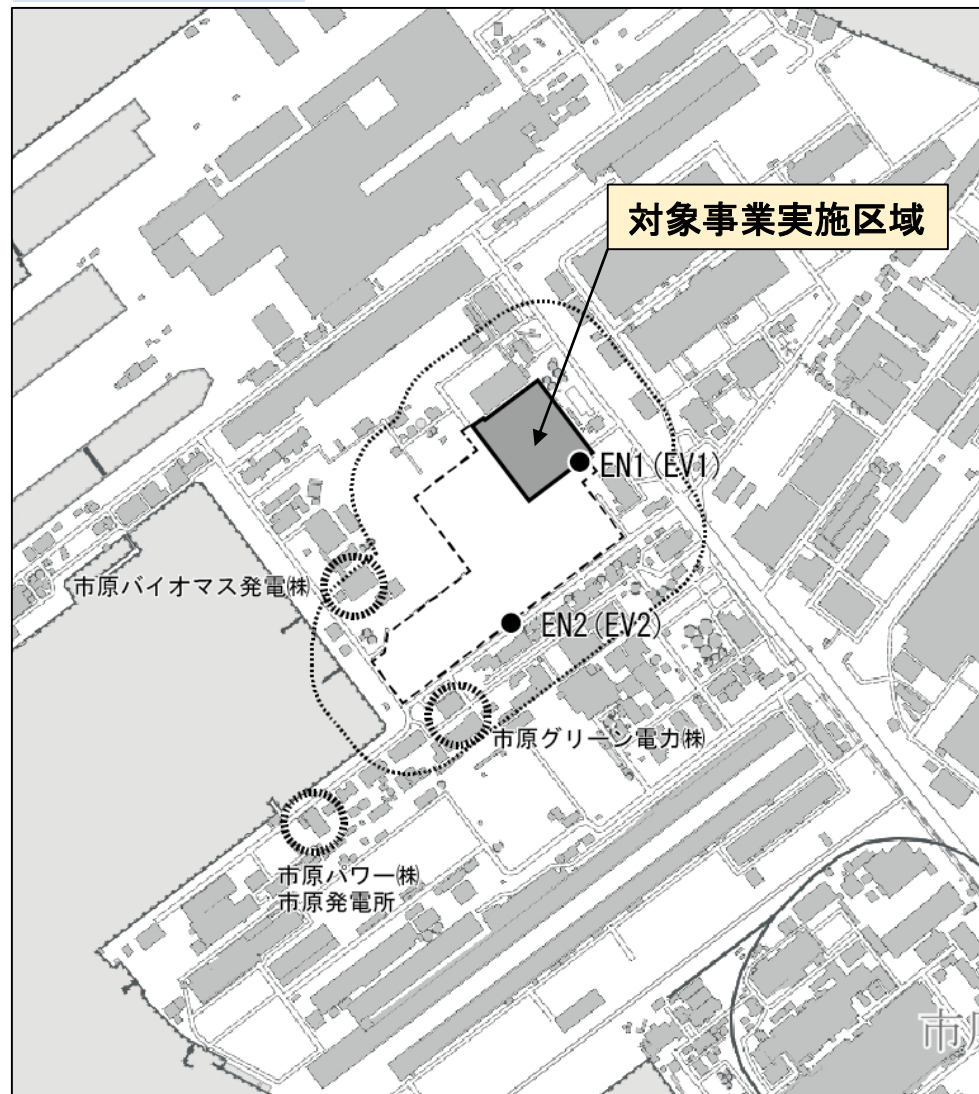 対象事業実施区域
EN1(EV1)
市原バイオマス発電㈱
EN2(EV2)
市原グリーン電力㈱
市原パワー㈱
市原発電所
市